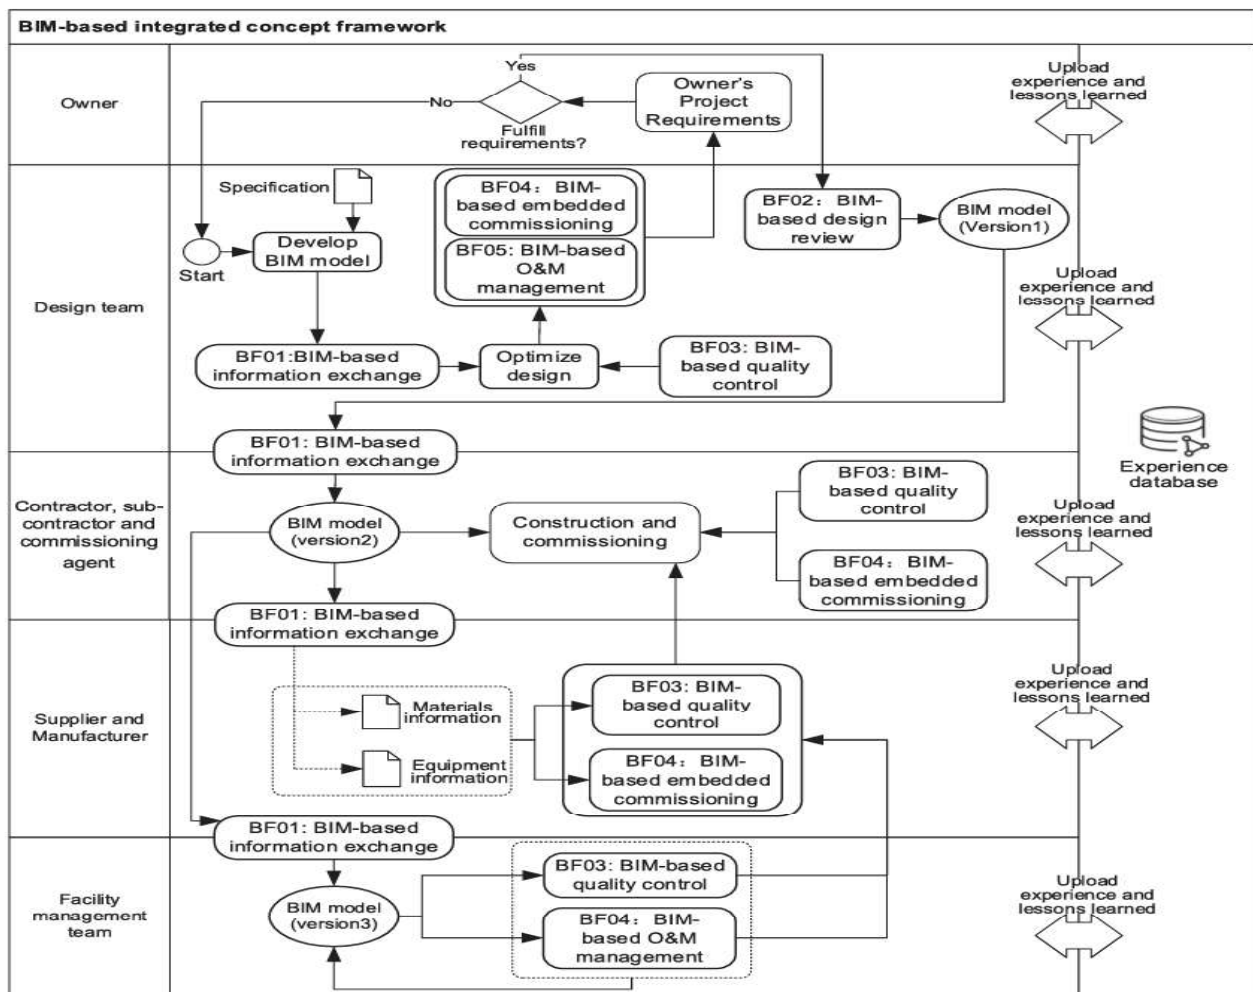 BIM-based integrated concept framework
Owner
Yes
No
Fulfill
requirements?
Owner's
Project
Requirements
Upload
experience and
lessons learned
Design team
Specification
Start
Develop
BIM model
BF04: BIM-
based embedded
commissioning
BF05: BIM-based
O&M
management
BF02: BIM-
based design
review
BIM model
(Version1)
Upload
experience and
lessons learned
BF01:BIM-based
information exchange
Optimize
design
BF03: BIM-
based quality
control
BF01: BIM-based
information exchange
Experience
database
Contractor, sub-
contractor and
commissioning
agent
BIM model
(version2)
Construction and
commissioning
BF03: BIM-
based quality
control
BF04: BIM-
based embedded
commissioning
Upload
experience and
lessons learned
BF01: BIM-based
information exchange
Supplier and
Manufacturer
Materials
information
Equipment
information
BF03: BIM-
based quality
control
BF04: BIM-
based embedded
commissioning
Upload
experience and
lessons learned
BF01: BIM-based
information exchange
Facility
management
team
BIM model
(version3)
BF03: BIM-based
quality control
BF04: BIM-
based O&M
management
Upload
experience and
lessons learned